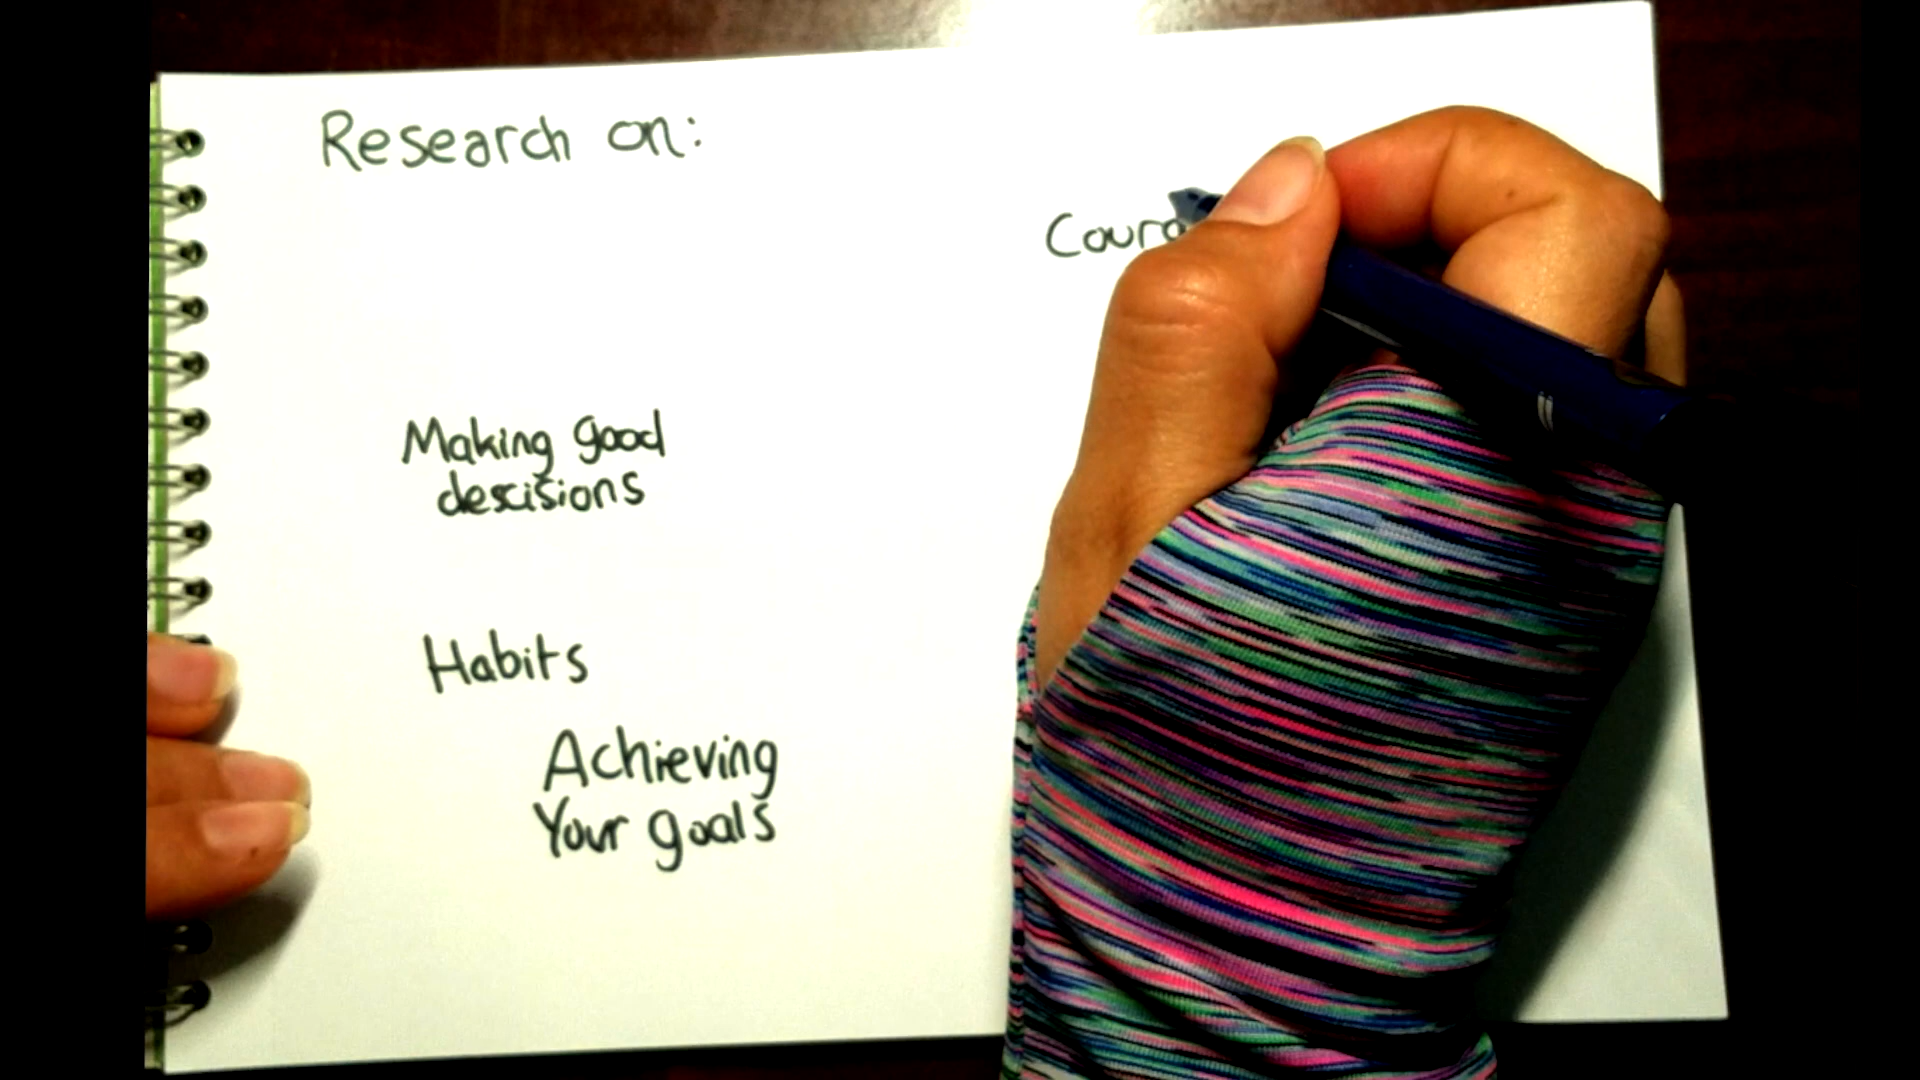 Research on:
Making good
descisions
Habits
Achieving
Your goals